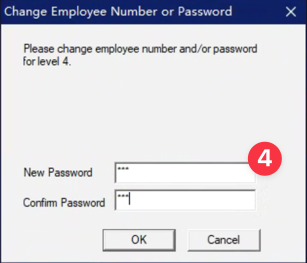 Change Employee Number or Password
Please change employee number and/or password
for level 4.
4
New Password ***
Confirm Password ***
OK Cancel